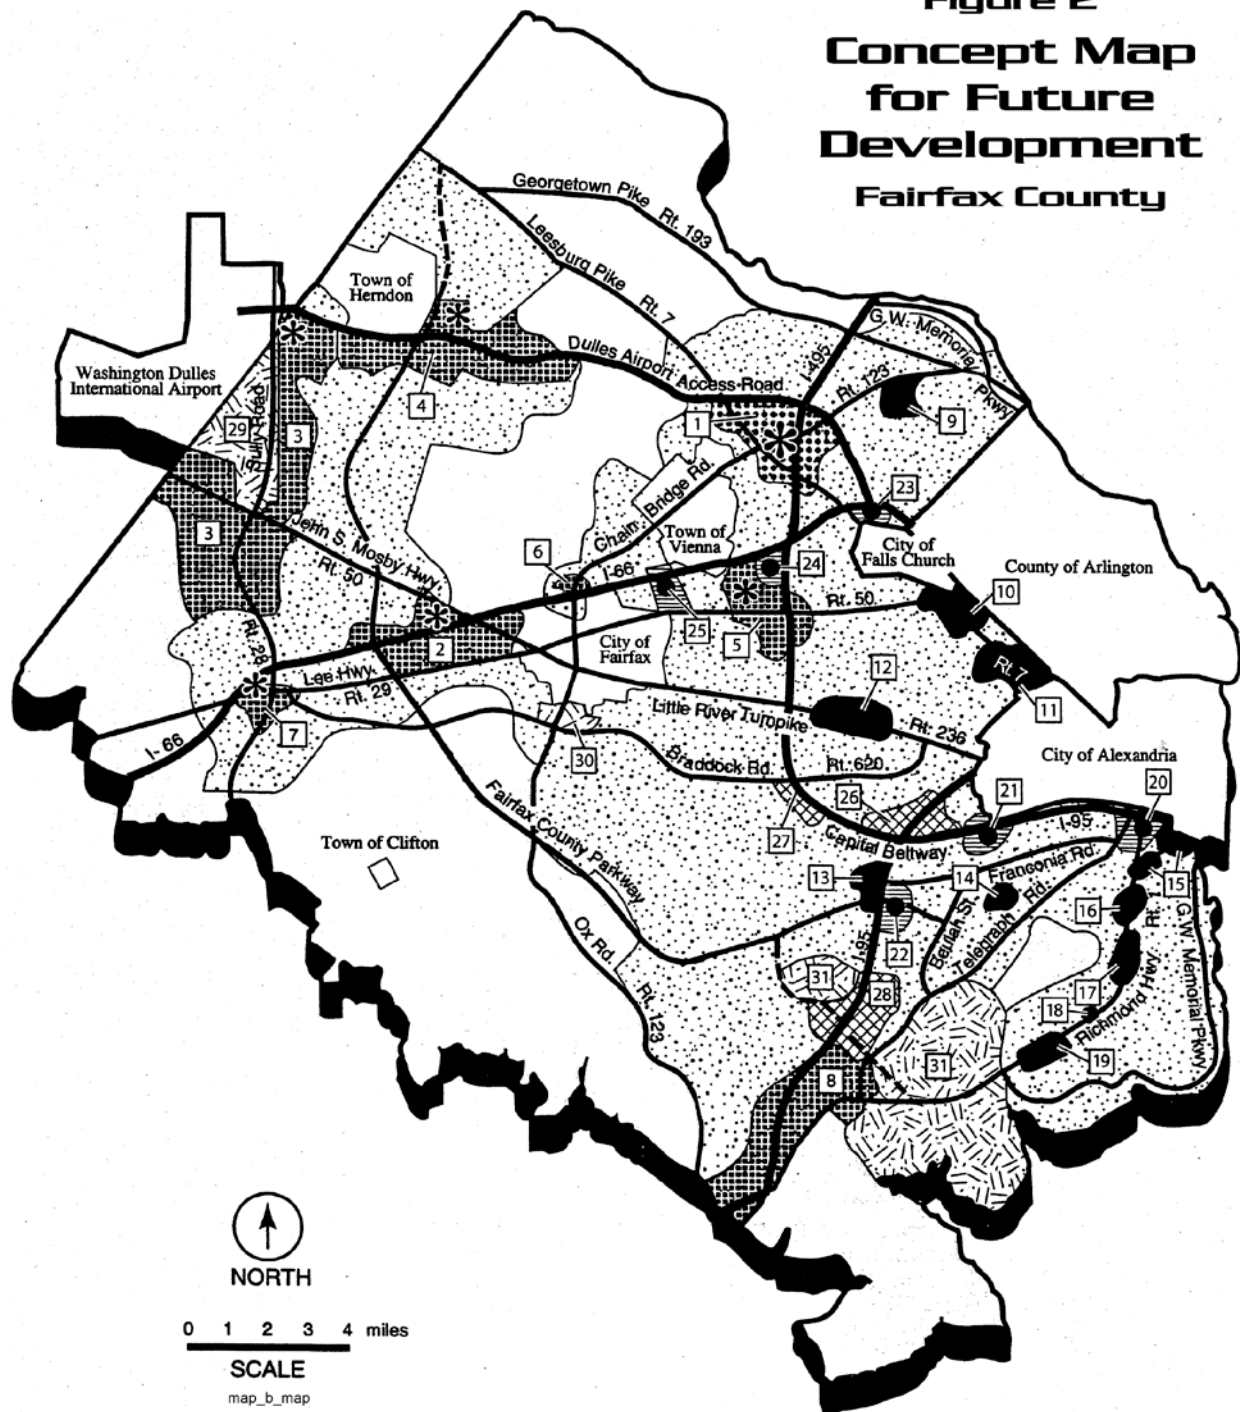 Figure 2
Concept Map
for Future
Development
Fairfax County
Georgetown Pike Rt. 193
Leesburg Pike Rt. 7
Town of
Herndon
G.W. Memorial Pkwy
I-495
Rt. 123
Dulles Airport Access Road
Washington Dulles
International Airport
4
1
9
29
3
23
Chain Bridge Rd.
3
John S. Mosby Hwy.
Rt. 50
Town of
Vienna
City of
Falls Church
County of Arlington
6
I-66
24
10
Rt. 50
25
5
Rt. 28
2
City of
Fairfax
12
Rt. 7
11
Lee Hwy.
Rt. 29
Little River Turnpike
Rt. 236
7
I-66
30
Braddock Rd.
Rt. 620
City of Alexandria
26
21
20
27
Capital Beltway
I-95
Town of Clifton
Fairfax County Parkway
13
14
Franconia Rd.
15
16
Rt. 1
Beulah St.
Telegraph Rd.
Ox Rd.
Rt. 123
I-95
22
G.W. Memorial Pkwy
31
28
17
18
Richmond Hwy
19
31
8
NORTH
0 1 2 3 4 miles
SCALE
map_b_map